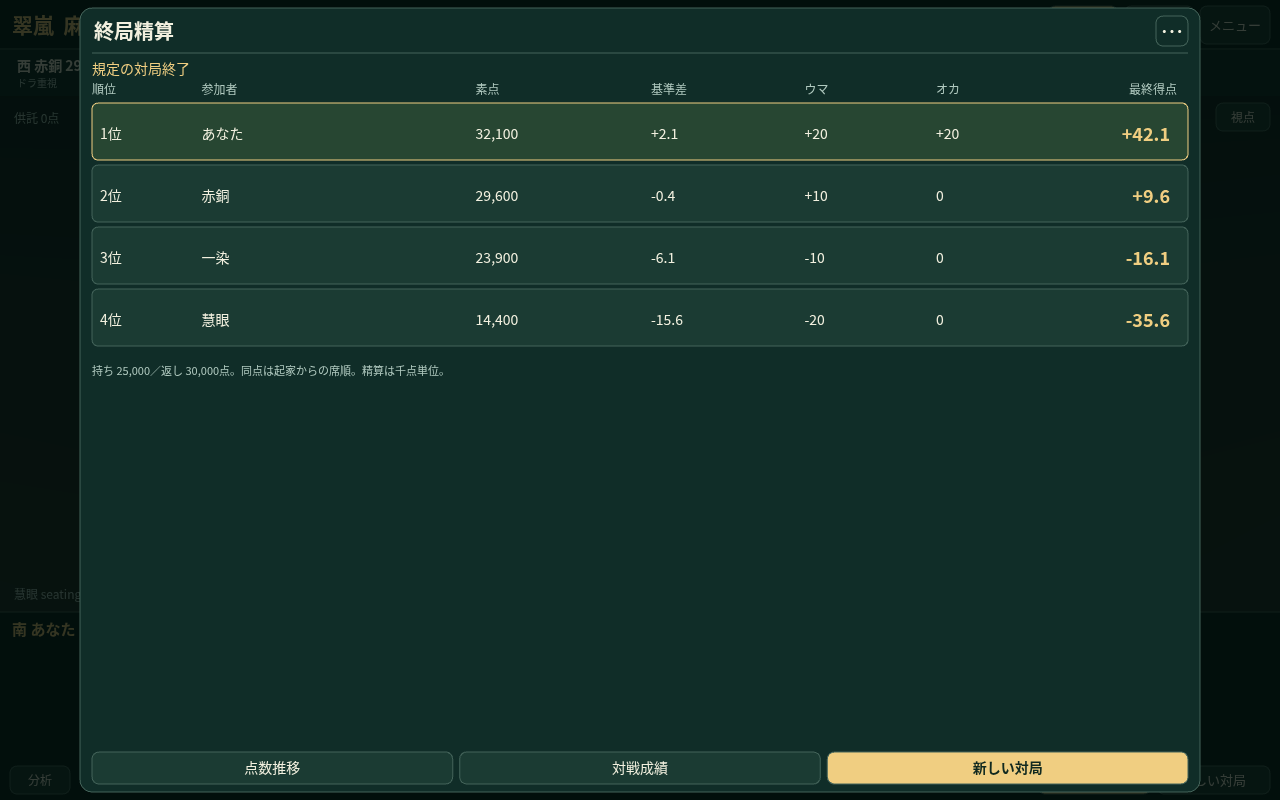 翠嵐 麻
終局精算
…
メニュー
西 赤銅 29
ドラ重視
規定の対局終了
順位 参加者 素点 基準差 ウマ オカ 最終得点
供託 0点
視点
1位 あなた 32,100 +2.1 +20 +20 +42.1
2位 赤銅 29,600 -0.4 +10 0 +9.6
3位 一染 23,900 -6.1 -10 0 -16.1
4位 慧眼 14,400 -15.6 -20 0 -35.6
持ち 25,000／返し 30,000点。同点は起家からの席順。精算は千点単位。
慧眼 seating
南 あなた
分析
点数推移
対戦成績
新しい対局
しい対局